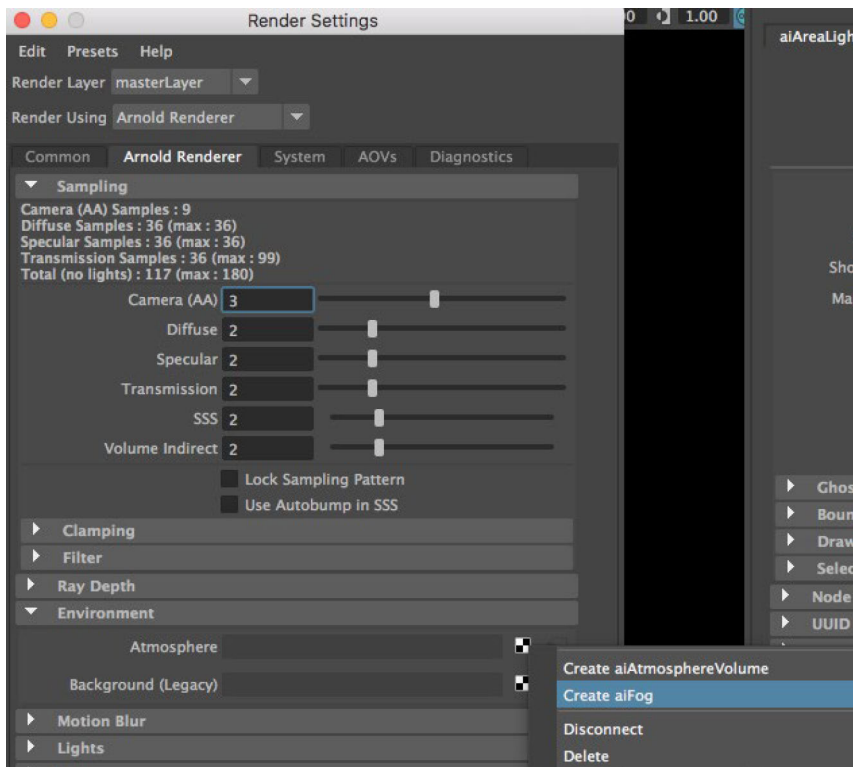 Render Settings
Edit Presets Help
Render Layer masterLayer
Render Using Arnold Renderer
Common Arnold Renderer System AOVs Diagnostics
Sampling
Camera (AA) Samples : 9
Diffuse Samples : 36 (max : 36)
Specular Samples : 36 (max : 36)
Transmission Samples : 36 (max : 99)
Total (no lights) : 117 (max : 180)
Camera (AA) 3
Diffuse 2
Specular 2
Transmission 2
SSS 2
Volume Indirect 2
Lock Sampling Pattern
Use Autobump in SSS
Clamping
Filter
Ray Depth
Environment
Atmosphere
Background (Legacy)
Motion Blur
Lights
Create aiAtmosphereVolume
Create aiFog
Disconnect
Delete
0 1.00
aiAreaLigh
Sho
Ma
Ghos
Boun
Draw
Selec
Node
UUID